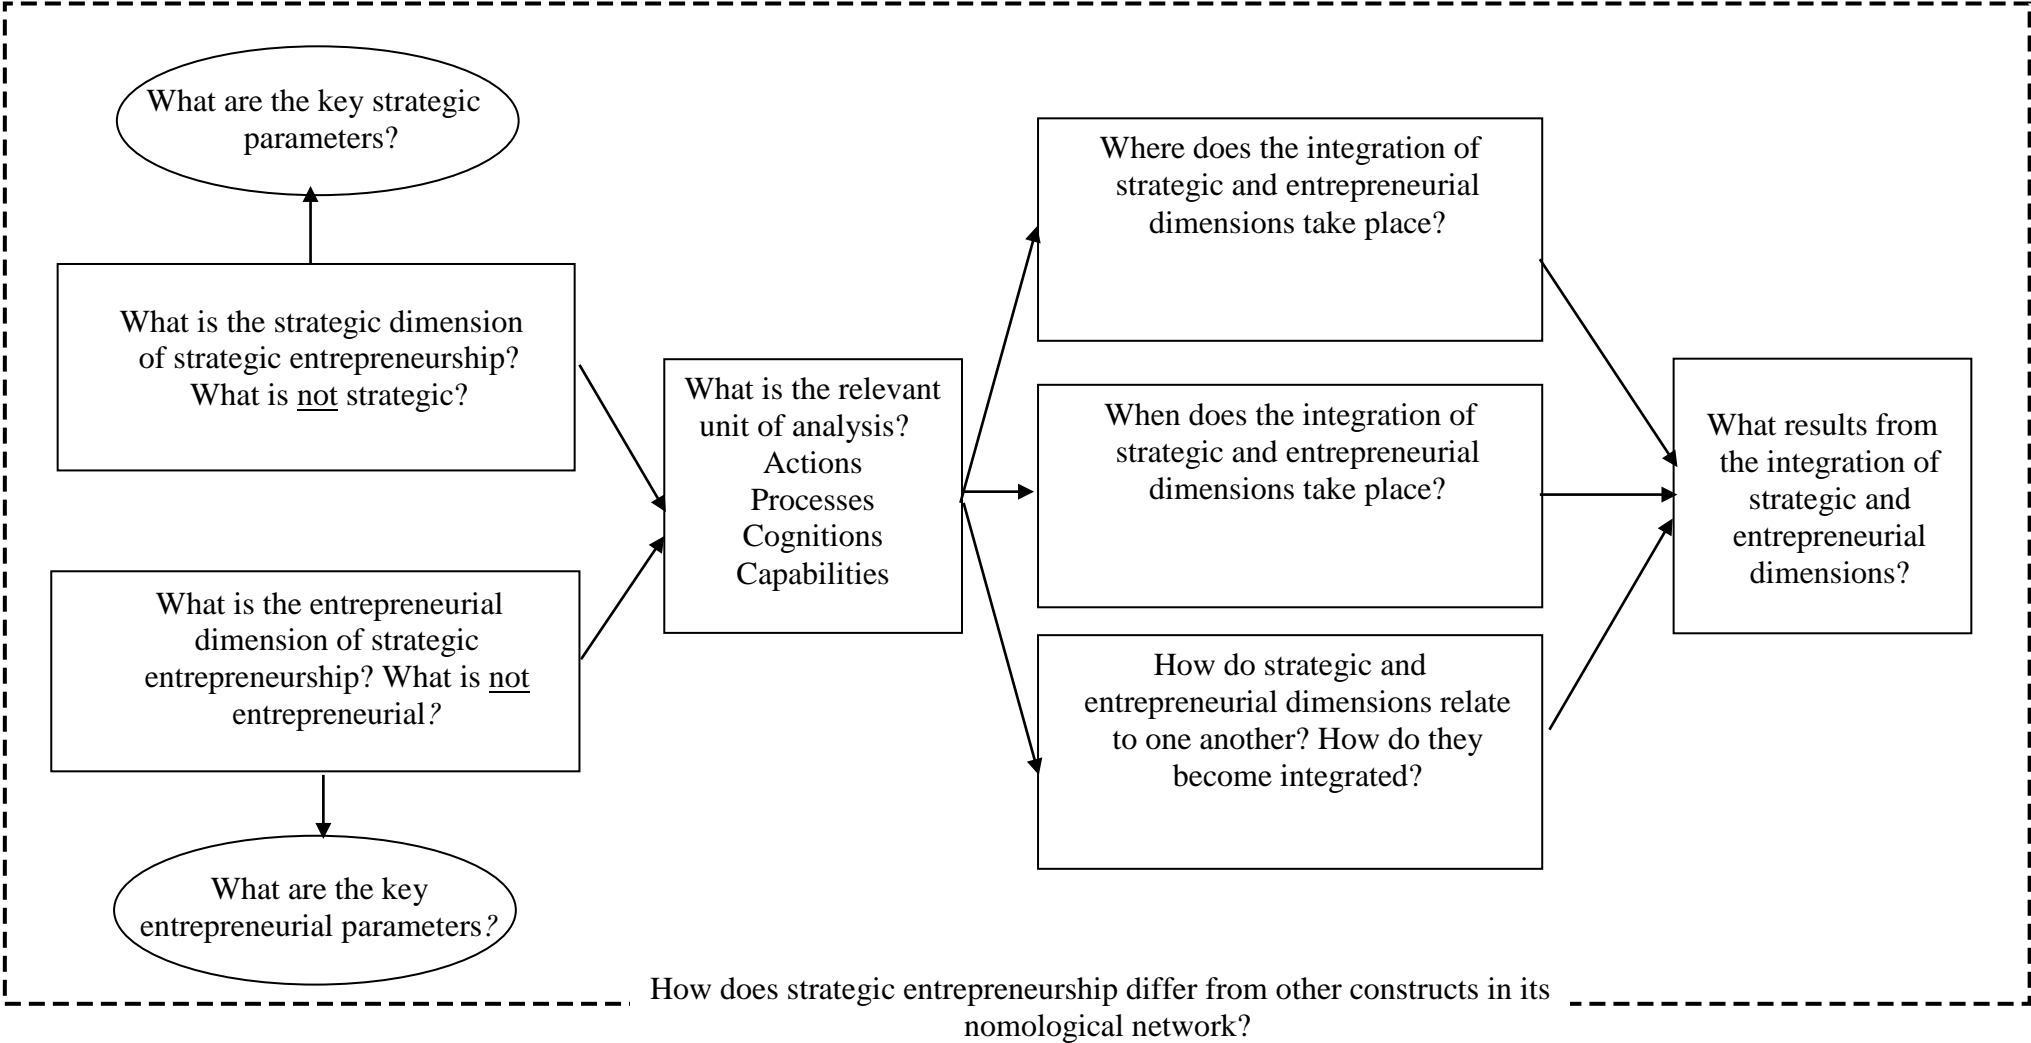 What are the key strategic
parameters?
What is the strategic dimension
of strategic entrepreneurship?
What is not strategic?
What is the entrepreneurial
dimension of strategic
entrepreneurship? What is not
entrepreneurial?
What are the key
entrepreneurial parameters?
What is the relevant
unit of analysis?
Actions
Processes
Cognitions
Capabilities
Where does the integration of
strategic and entrepreneurial
dimensions take place?
When does the integration of
strategic and entrepreneurial
dimensions take place?
How do strategic and
entrepreneurial dimensions relate
to one another? How do they
become integrated?
What results from
the integration of
strategic and
entrepreneurial
dimensions?
How does strategic entrepreneurship differ from other constructs in its
nomological network?